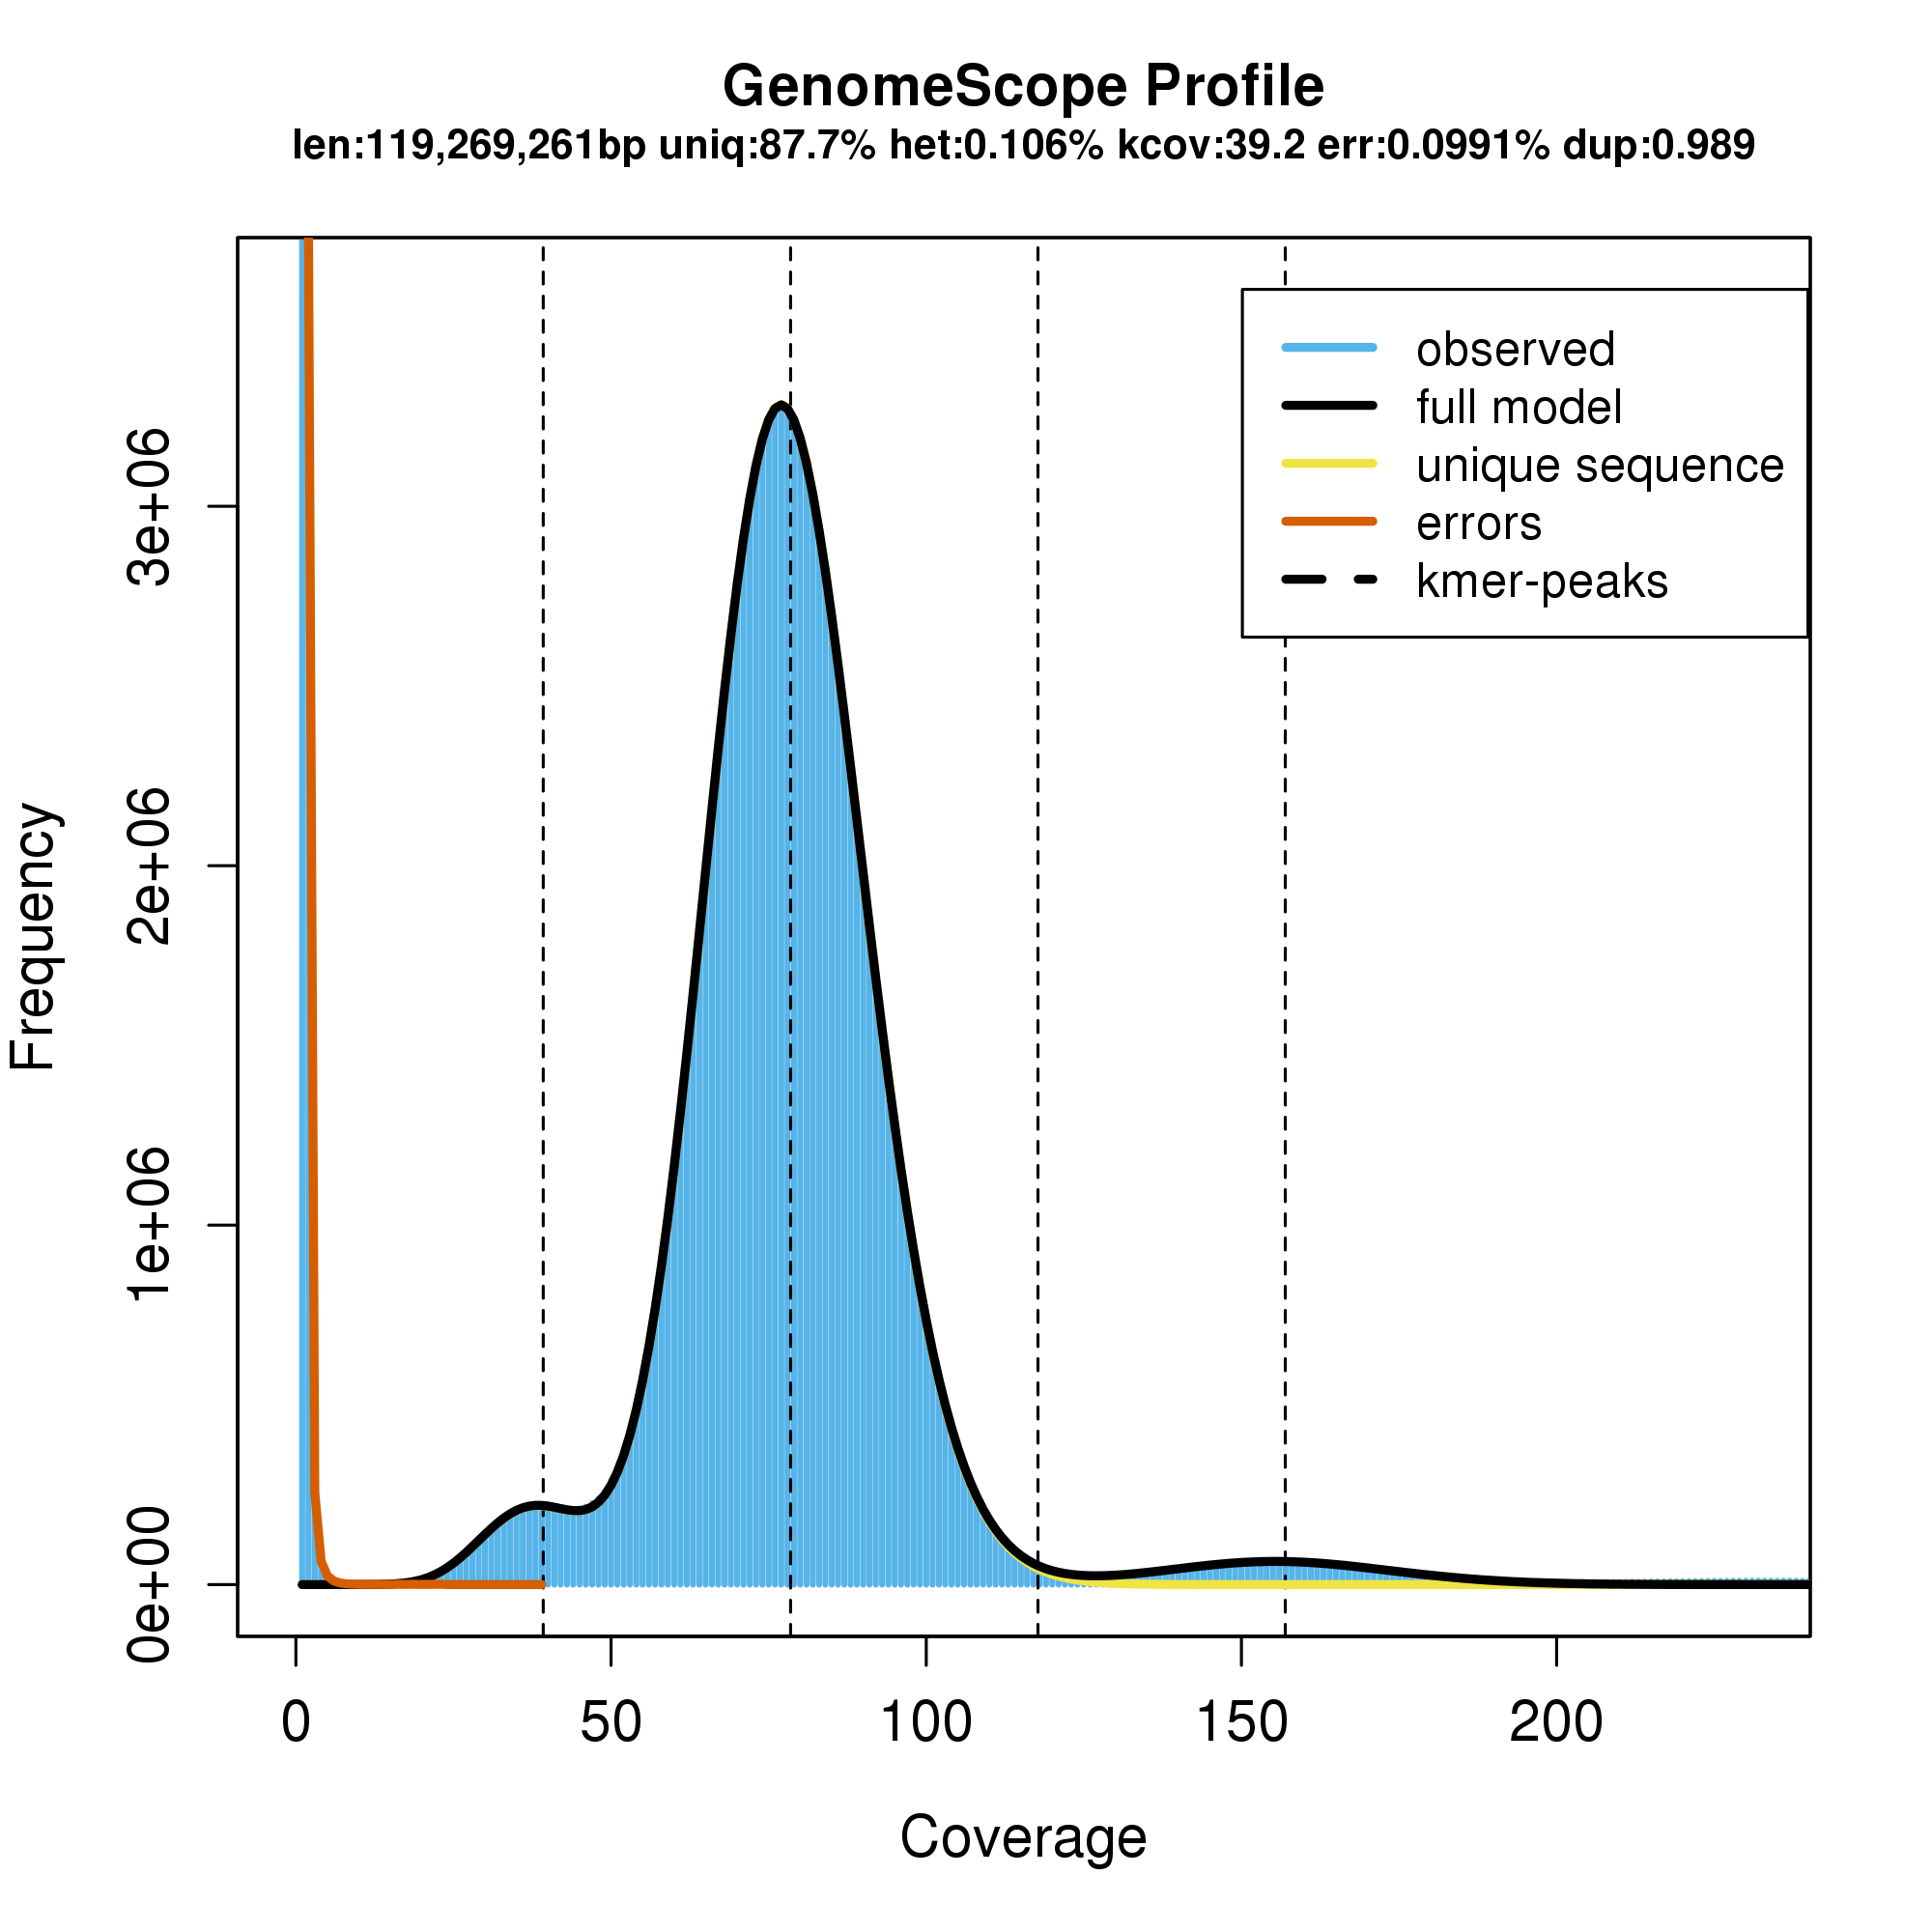 GenomeScope Profile
len:119,269,261bp uniq:87.7% het:0.106% kcov:39.2 err:0.0991% dup:0.989
observed
full model
unique sequence
errors
kmer-peaks
Frequency
3e+06
2e+06
1e+06
0e+00
0 50 100 150 200
Coverage